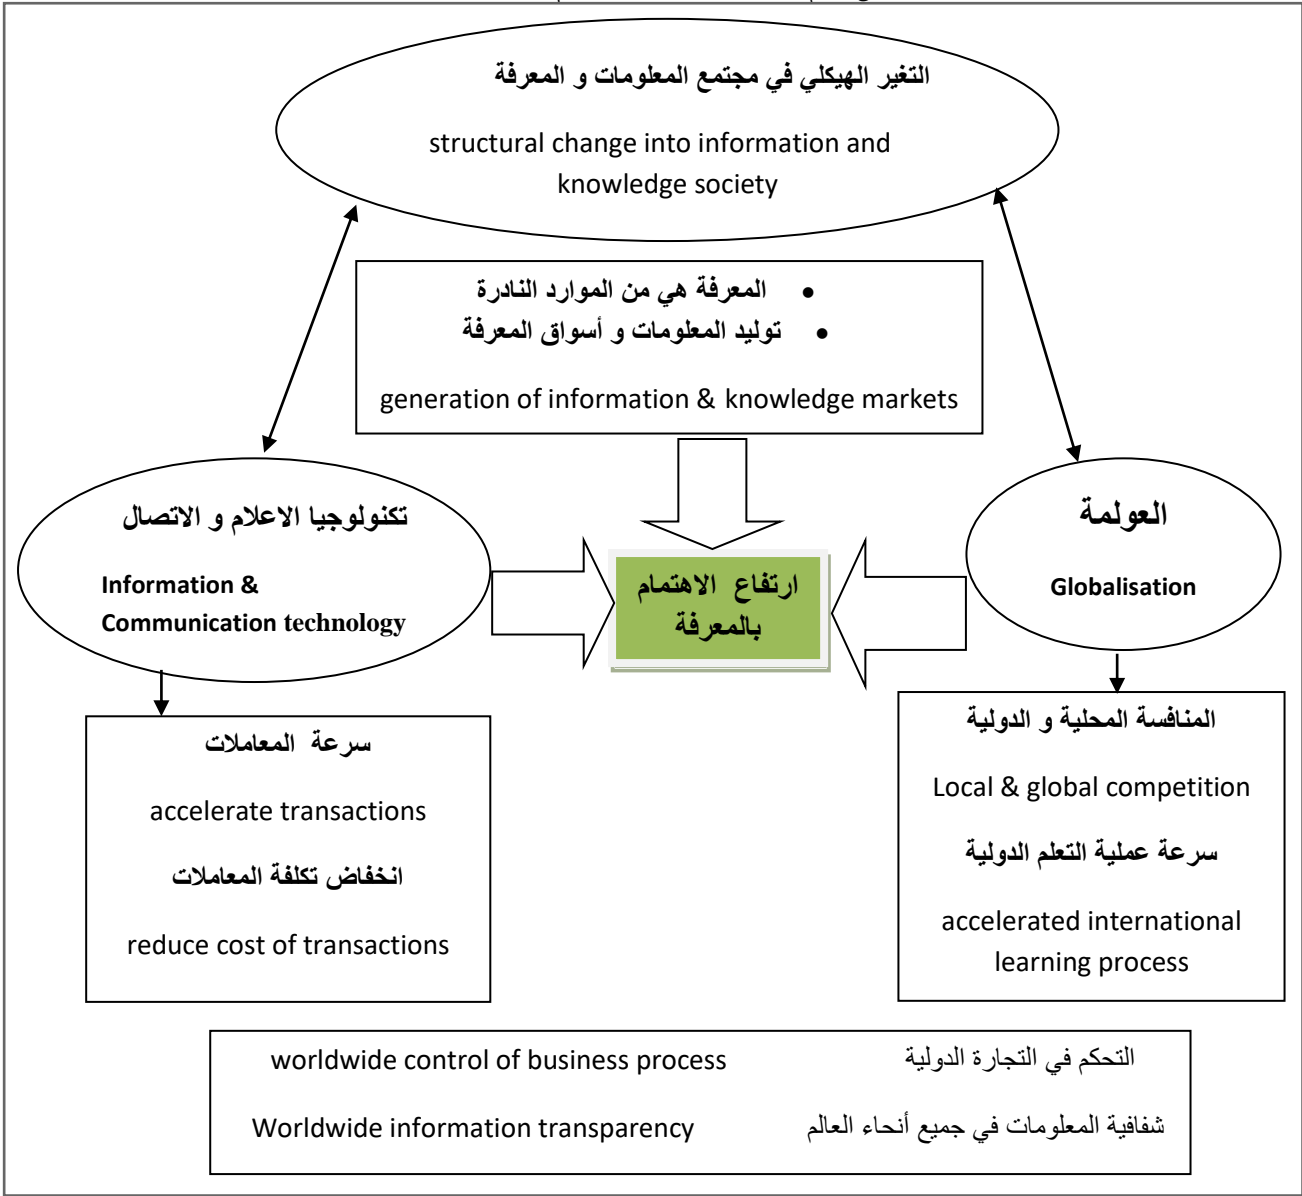 التغير الهيكلي في مجتمع المعلومات و المعرفة
structural change into information and
knowledge society
• المعرفة هي من الموارد النادرة
• توليد المعلومات و أسواق المعرفة
generation of information & knowledge markets
تكنولوجيا الاعلام و الاتصال
Information &
Communication technology
ارتفاع الاهتمام
بالمعرفة
العولمة
Globalisation
سرعة المعاملات
accelerate transactions
انخفاض تكلفة المعاملات
reduce cost of transactions
المنافسة المحلية و الدولية
Local & global competition
سرعة عملية التعلم الدولية
accelerated international
learning process
worldwide control of business process التحكم في التجارة الدولية
Worldwide information transparency شفافية المعلومات في جميع أنحاء العالم